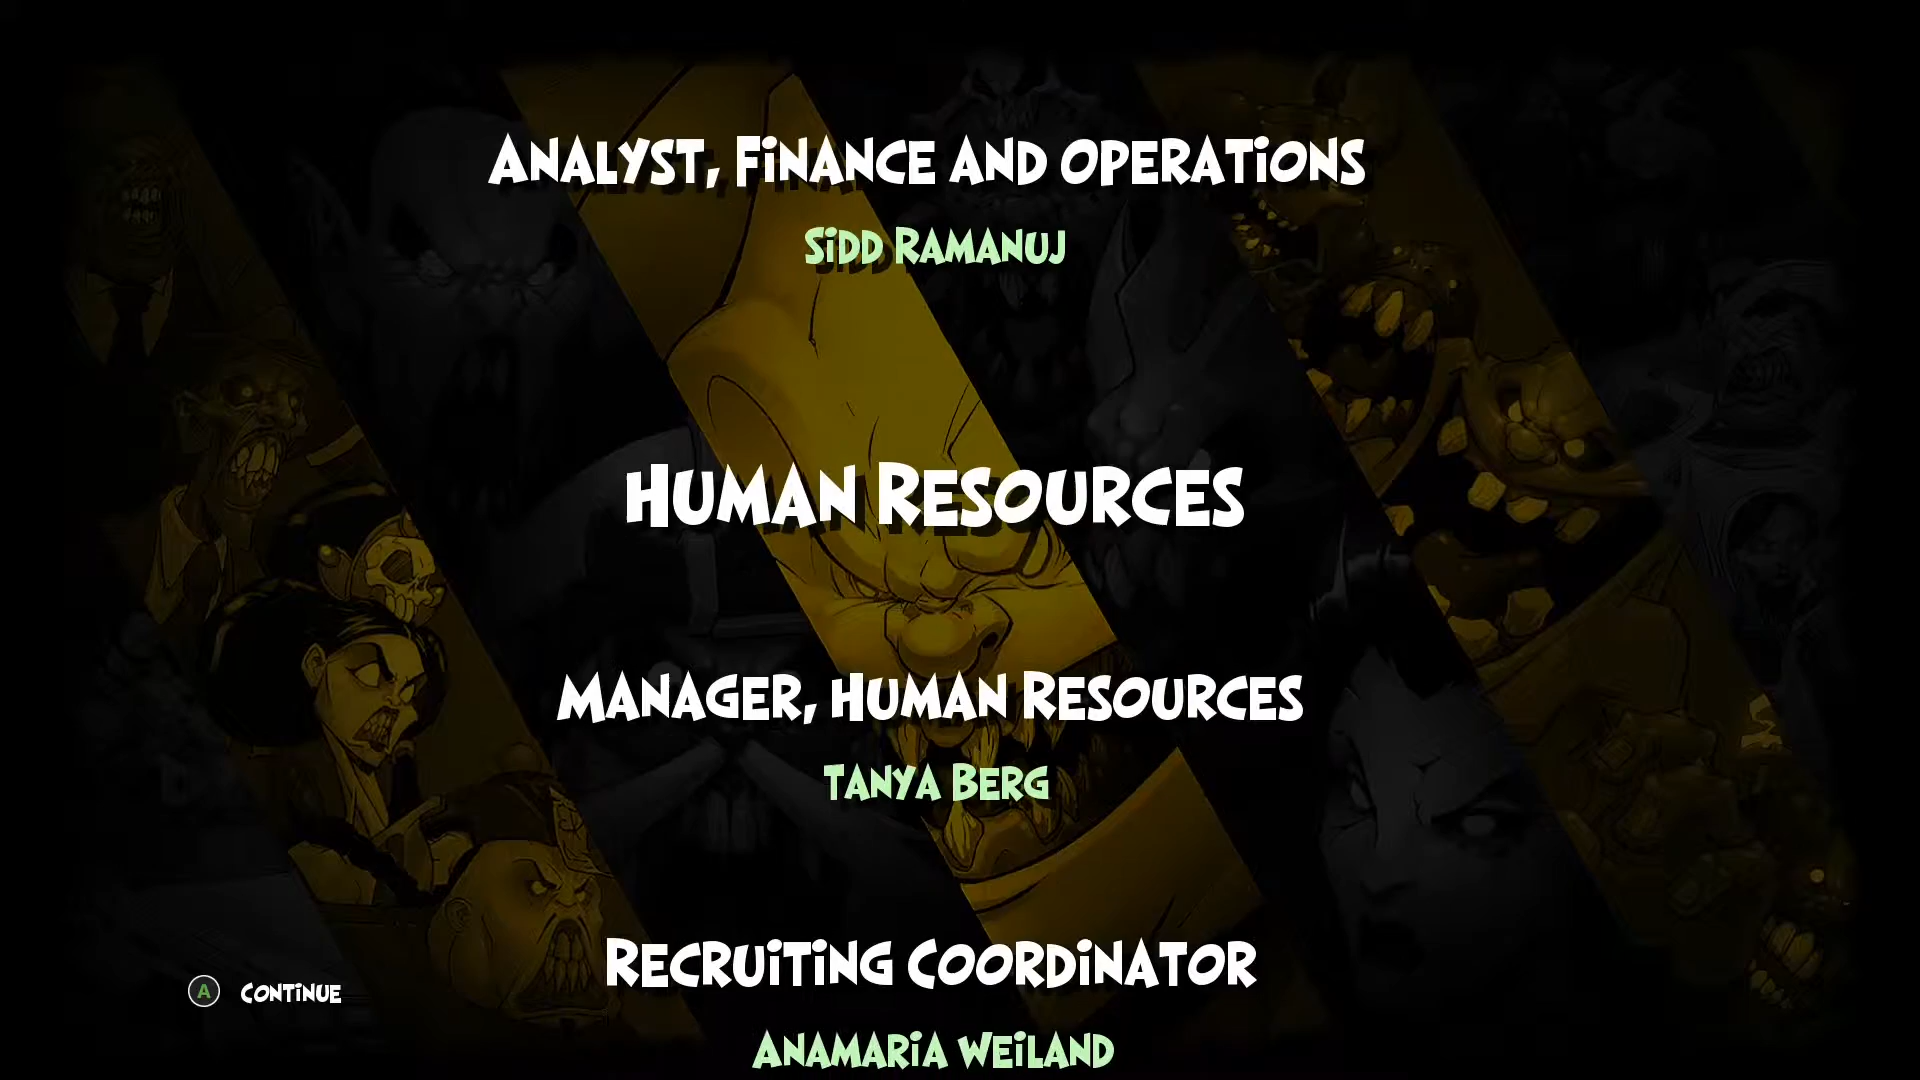 Analyst, Finance and Operations
Sidd Ramanuj
Human Resources
Manager, Human Resources
Tanya Berg
Recruiting Coordinator
A Continue
Anamaria Weiland